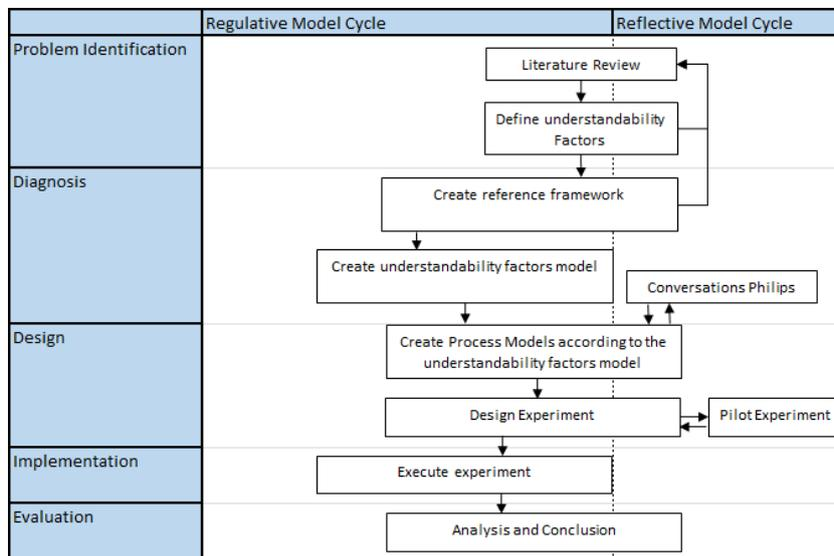 Regulative Model Cycle
Reflective Model Cycle
Problem Identification
Literature Review
Define understandability
Factors
Diagnosis
Create reference framework
Create understandability factors model
Conversations Philips
Design
Create Process Models according to the
understandability factors model
Design Experiment
Pilot Experiment
Implementation
Execute experiment
Evaluation
Analysis and Conclusion